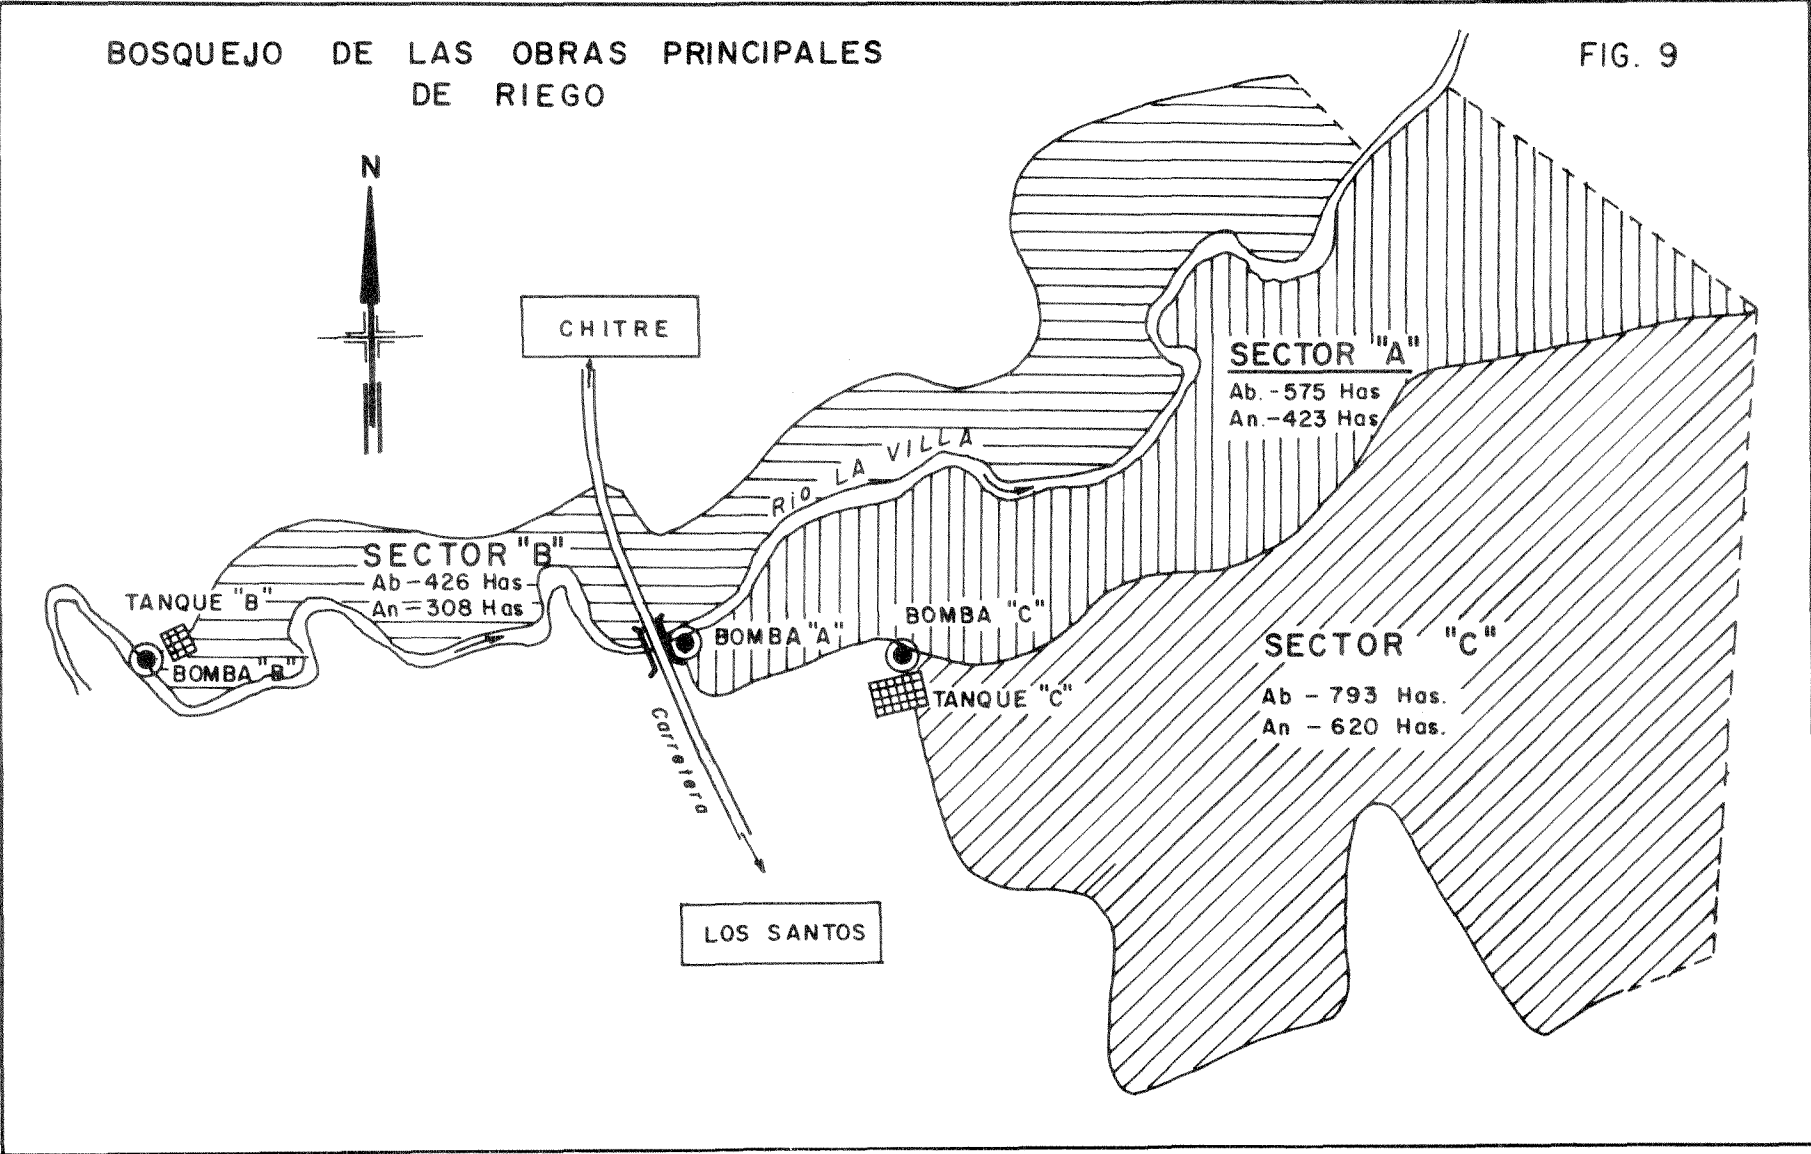 BOSQUEJO DE LAS OBRAS PRINCIPALES
DE RIEGO
FIG. 9
N
CHITRE
SECTOR "A"
Ab.-575 Has
An.-423 Has
Rio LA VILLA
SECTOR "B"
Ab-426 Has
An-308 Has
TANQUE "B"
BOMBA "B"
BOMBA "A"
BOMBA "C"
TANQUE "C"
SECTOR "C"
Ab - 793 Has.
An - 620 Has.
Carretera
LOS SANTOS